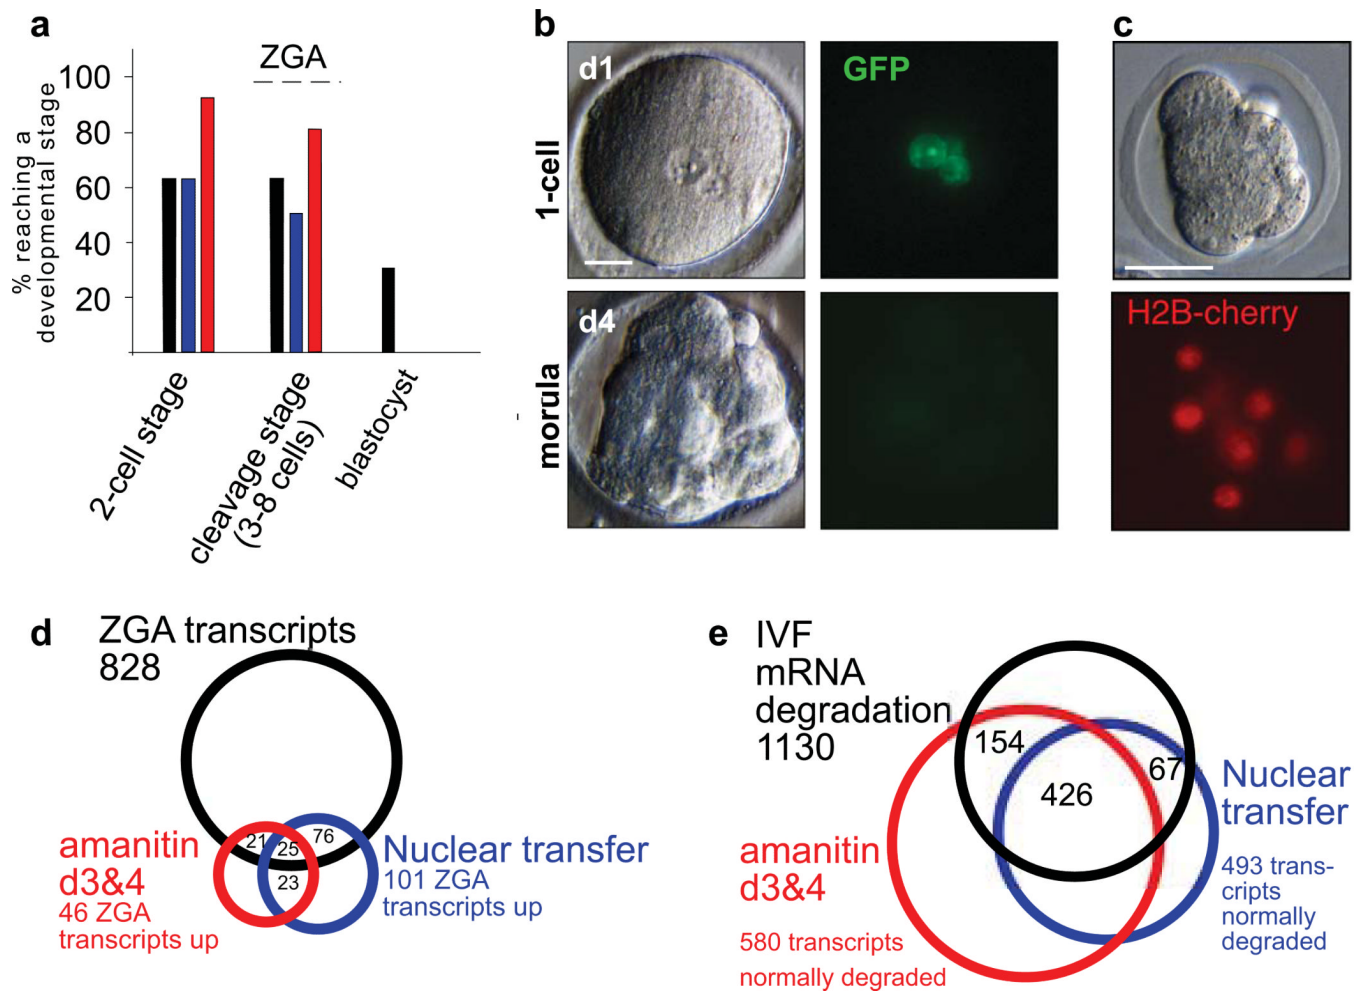 a
ZGA
% reaching a
developmental stage
100
80
60
40
20
2-cell stage
cleavage stage
(3-8 cells)
blastocyst
b
1-cell
d1
GFP
morula
d4
c
H2B-cherry
d
ZGA transcripts
828
21
76
25
23
amanitin
d3&4
46 ZGA
transcripts up
Nuclear transfer
101 ZGA
transcripts up
e
IVF
mRNA
degradation
1130
154
67
426
amanitin
d3&4
580 transcripts
normally degraded
Nuclear
transfer
493 trans-
cripts
normally
degraded